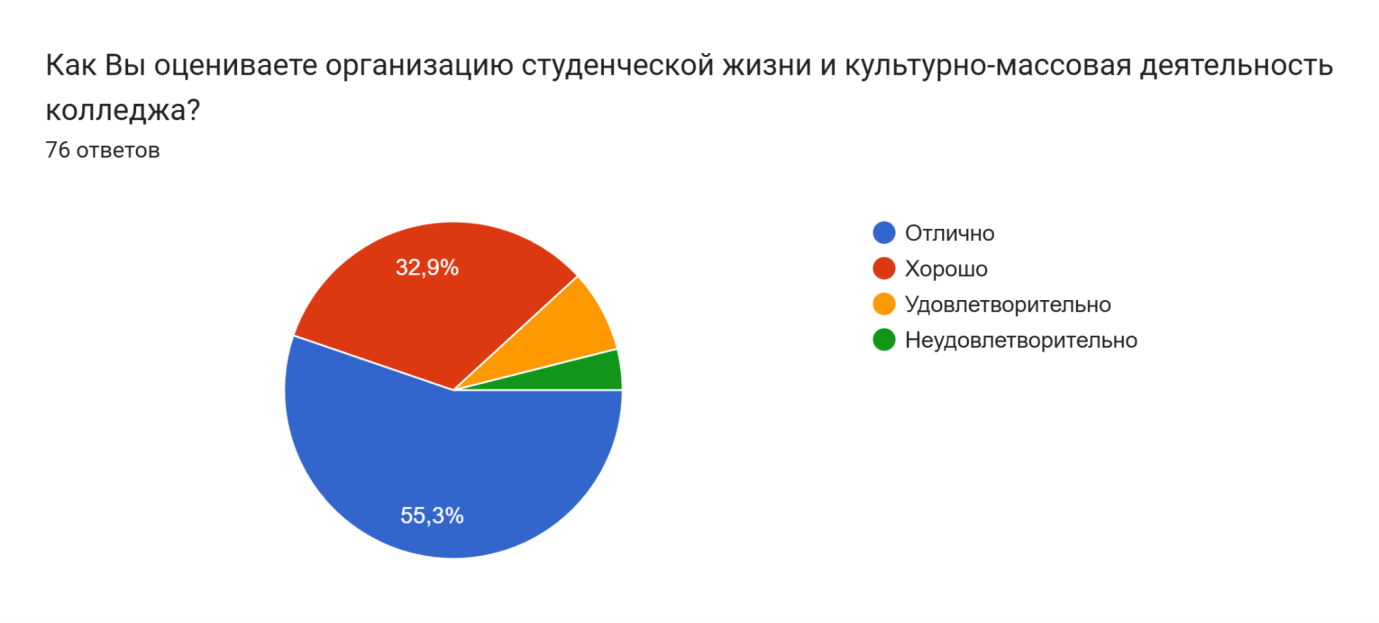 Как Вы оцениваете организацию студенческой жизни и культурно-массовая деятельность
колледжа?
76 ответов
Отлично
Хорошо
Удовлетворительно
Неудовлетворительно
32,9%
55,3%